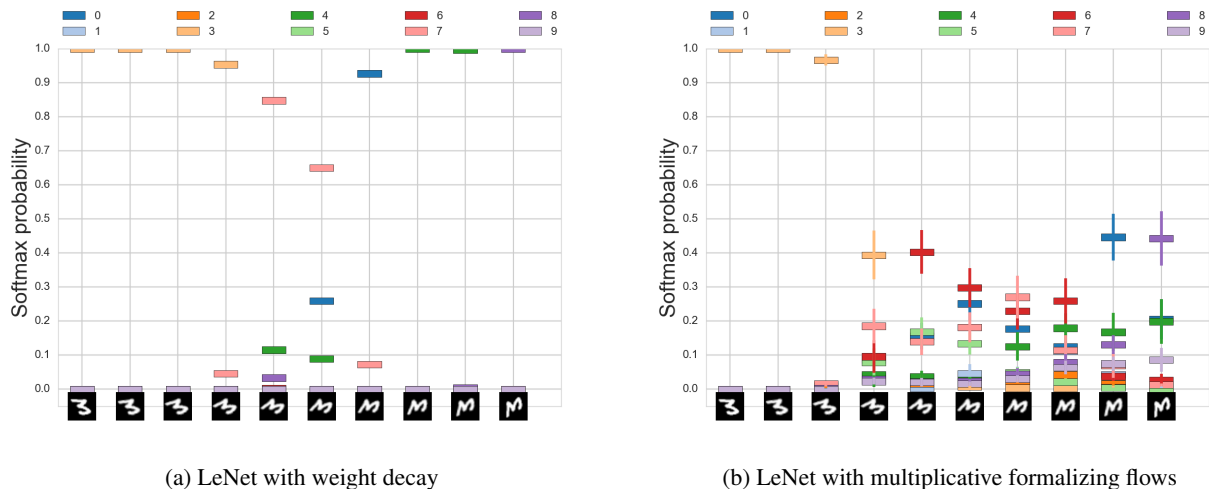 0 2 4 6 8
1 3 5 7 9
1.0
0.9
0.8
0.7
0.6
0.5
0.4
0.3
0.2
0.1
0.0
Softmax probability
(a) LeNet with weight decay
0 2 4 6 8
1 3 5 7 9
1.0
0.9
0.8
0.7
0.6
0.5
0.4
0.3
0.2
0.1
0.0
Softmax probability
(b) LeNet with multiplicative formalizing flows